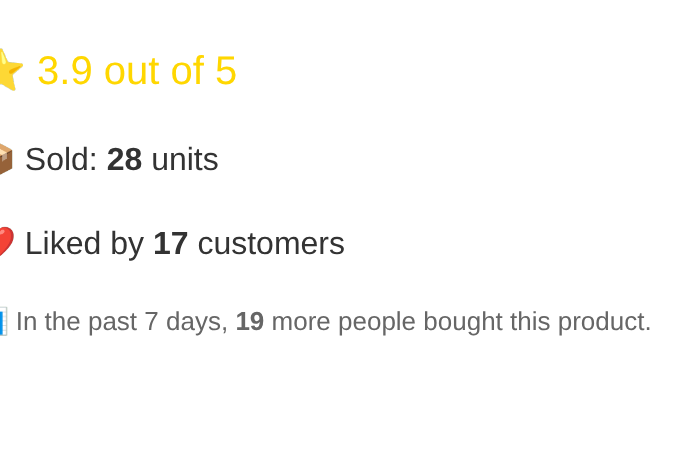 ⭐ 3.9 out of 5
📦 Sold: 28 units
❤️ Liked by 17 customers
📊 In the past 7 days, 19 more people bought this product.